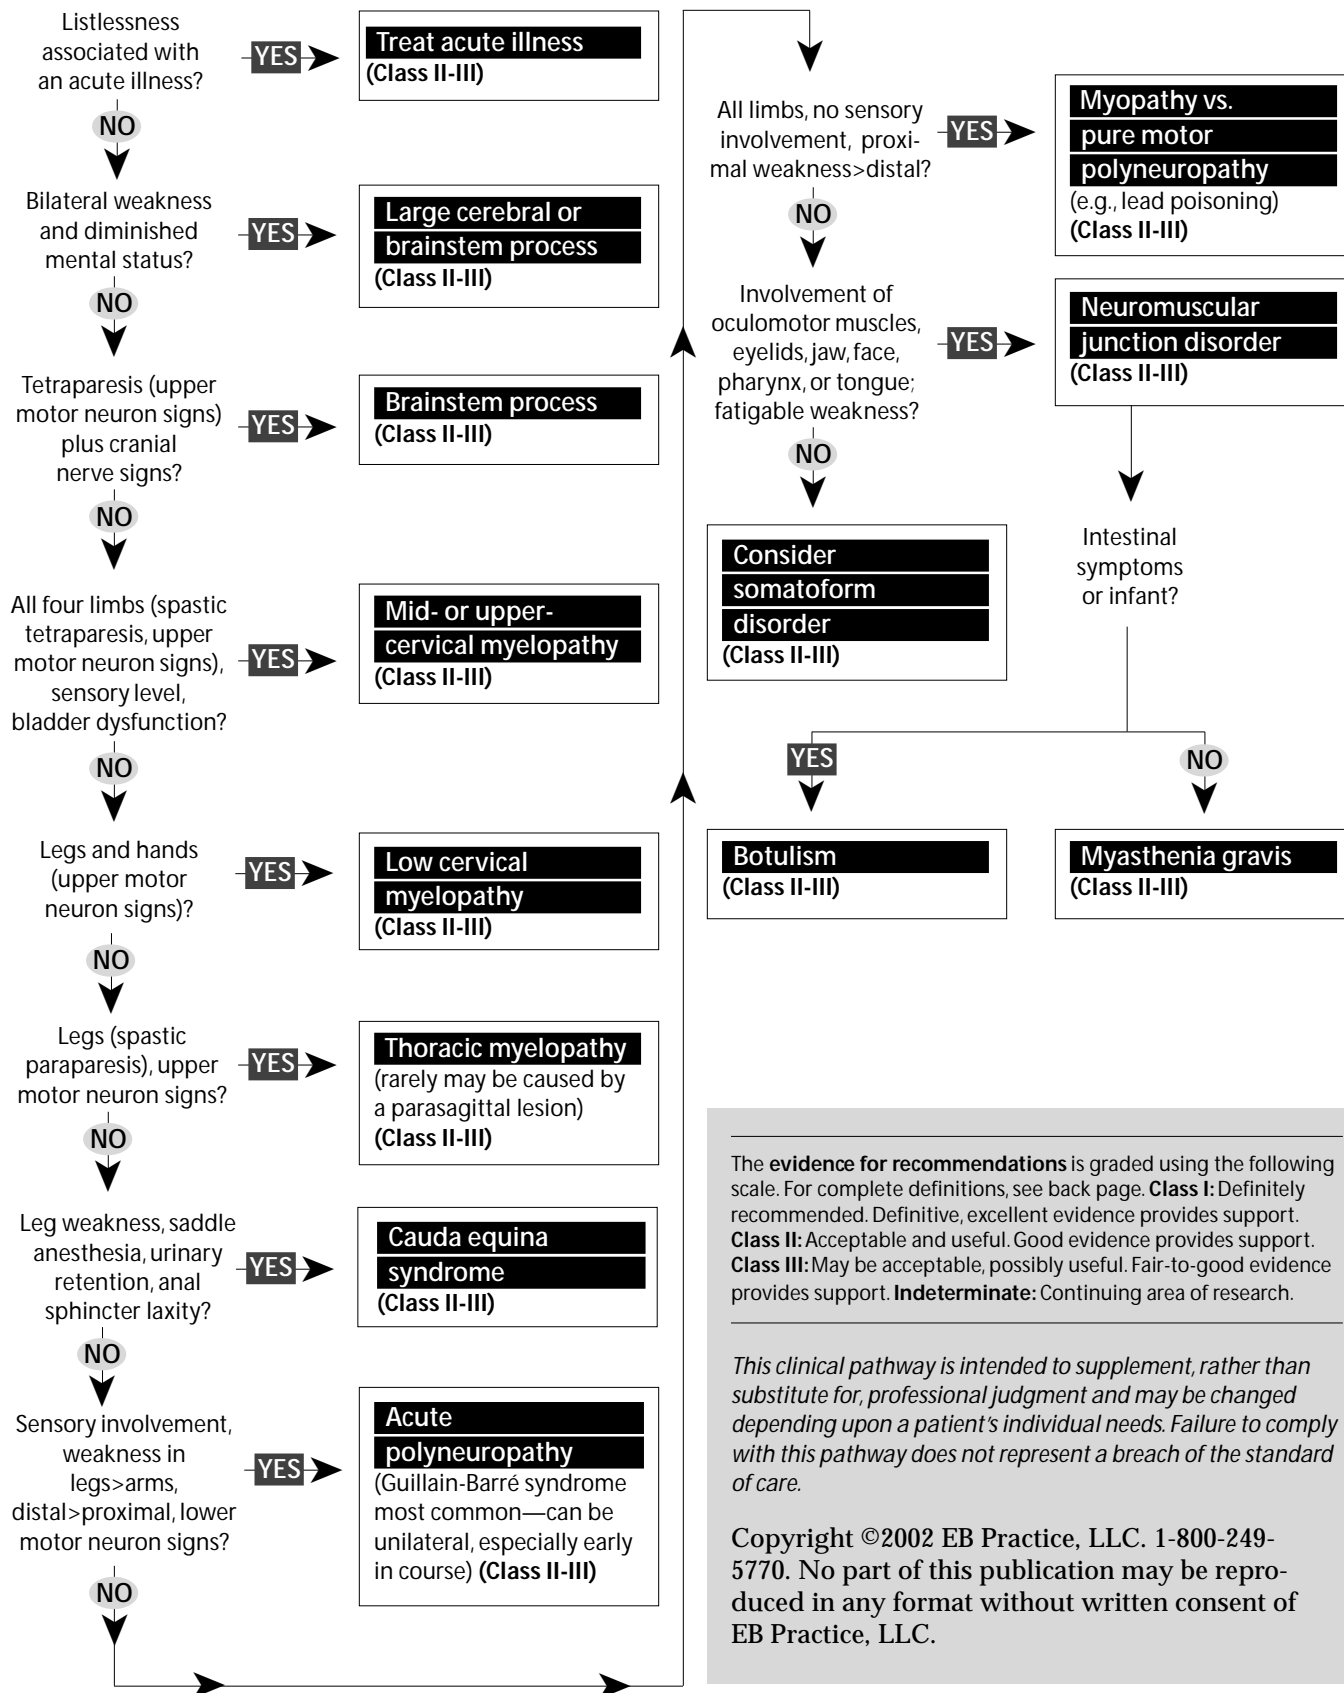 Listlessness
associated with
an acute illness?
YES
Treat acute illness
(Class II-III)
NO
Bilateral weakness
and diminished
mental status?
YES
Large cerebral or
brainstem process
(Class II-III)
NO
Tetraparesis (upper
motor neuron signs)
plus cranial
nerve signs?
YES
Brainstem process
(Class II-III)
NO
All four limbs (spastic
tetraparesis, upper
motor neuron signs),
sensory level,
bladder dysfunction?
YES
Mid- or upper-
cervical myelopathy
(Class II-III)
NO
Legs and hands
(upper motor
neuron signs)?
YES
Low cervical
myelopathy
(Class II-III)
NO
Legs (spastic
paraparesis), upper
motor neuron signs?
YES
Thoracic myelopathy
(rarely may be caused by
a parasagittal lesion)
(Class II-III)
NO
Leg weakness, saddle
anesthesia, urinary
retention, anal
sphincter laxity?
YES
Cauda equina
syndrome
(Class II-III)
NO
Sensory involvement,
weakness in
legs>arms,
distal>proximal, lower
motor neuron signs?
YES
Acute
polyneuropathy
(Guillain-Barré syndrome
most common—can be
unilateral, especially early
in course) (Class II-III)
NO
All limbs, no sensory
involvement, proxi-
mal weakness>distal?
YES
Myopathy vs.
pure motor
polyneuropathy
(e.g., lead poisoning)
(Class II-III)
NO
Involvement of
oculomotor muscles,
eyelids, jaw, face,
pharynx, or tongue;
fatigable weakness?
YES
Neuromuscular
junction disorder
(Class II-III)
NO
Consider
somatoform
disorder
(Class II-III)
Intestinal
symptoms
or infant?
YES
NO
Botulism
(Class II-III)
Myasthenia gravis
(Class II-III)
The evidence for recommendations is graded using the following
scale. For complete definitions, see back page. Class I: Definitely
recommended. Definitive, excellent evidence provides support.
Class II: Acceptable and useful. Good evidence provides support.
Class III: May be acceptable, possibly useful. Fair-to-good evidence
provides support. Indeterminate: Continuing area of research.
This clinical pathway is intended to supplement, rather than
substitute for, professional judgment and may be changed
depending upon a patient's individual needs. Failure to comply
with this pathway does not represent a breach of the standard
of care.
Copyright ©2002 EB Practice, LLC. 1-800-249-
5770. No part of this publication may be repro-
duced in any format without written consent of
EB Practice, LLC.